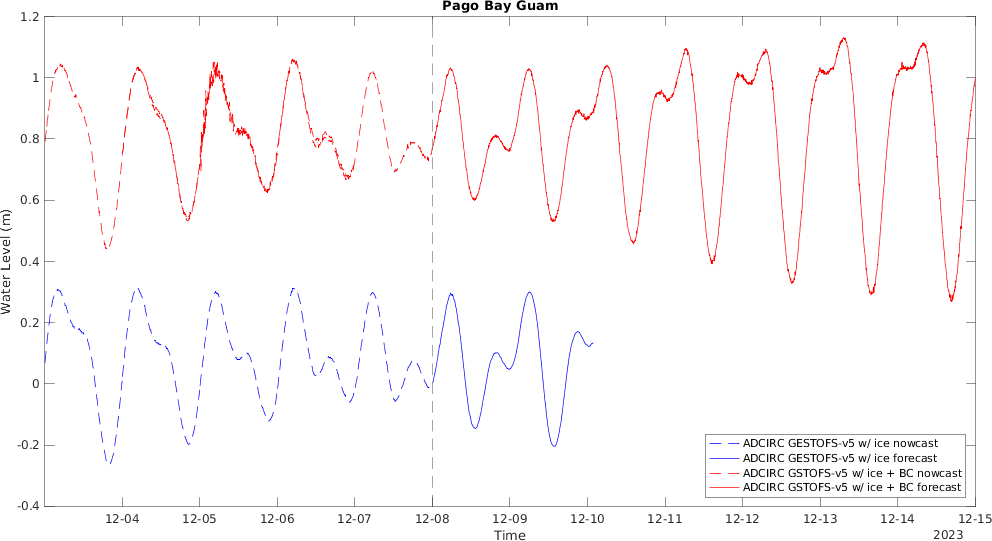 Pago Bay Guam
1.2
1
0.8
0.6
0.4
0.2
0
-0.2
-0.4
Water Level (m)
12-04 12-05 12-06 12-07 12-08 12-09 12-10 12-11 12-12 12-13 12-14 12-15
Time
2023
ADCIRC GESTOFS-v5 w/ ice nowcast
ADCIRC GESTOFS-v5 w/ ice forecast
ADCIRC GSTOFS-v5 w/ ice + BC nowcast
ADCIRC GSTOFS-v5 w/ ice + BC forecast